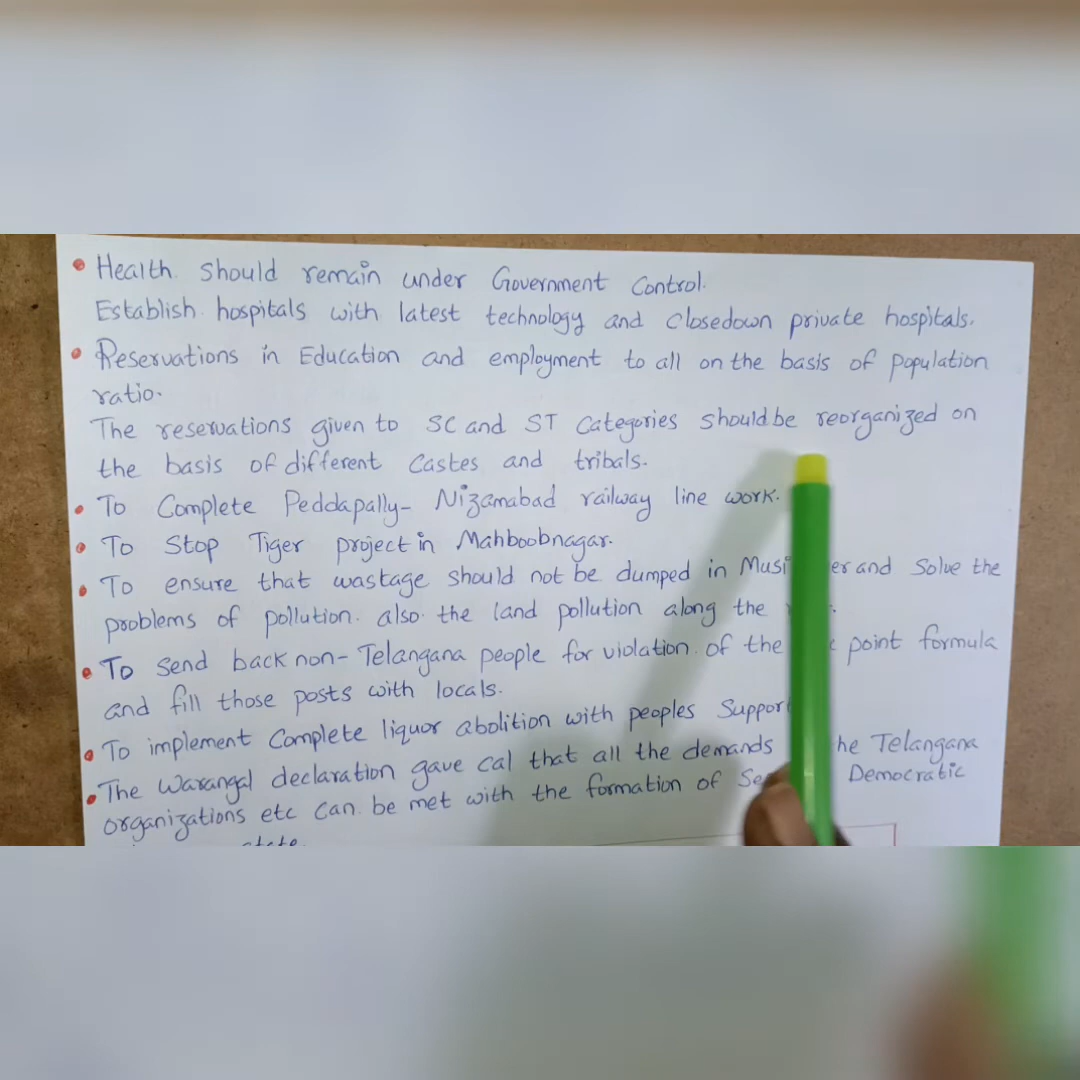 Health should remain under Government control.
Establish hospitals with latest technology and closedown private hospitals.
Reservations in Education and employment to all on the basis of population
ratio.
The reservations given to SC and ST categories should be reorganized on
the basis of different castes and tribals.
To Complete Peddapally- Nizamabad railway line work.
To Stop Tiger project in Mahboobnagar.
To ensure that wastage should not be dumped in Musi and solve the
problems of pollution. also the land pollution along the
To send back non-Telangana people for violation of the point formula
and fill those posts with locals.
To implement Complete liquor abolition with peoples
The Warangal declaration gave cal that all the demands Telangana
organizations etc can be met with the formation of Democratic
state.